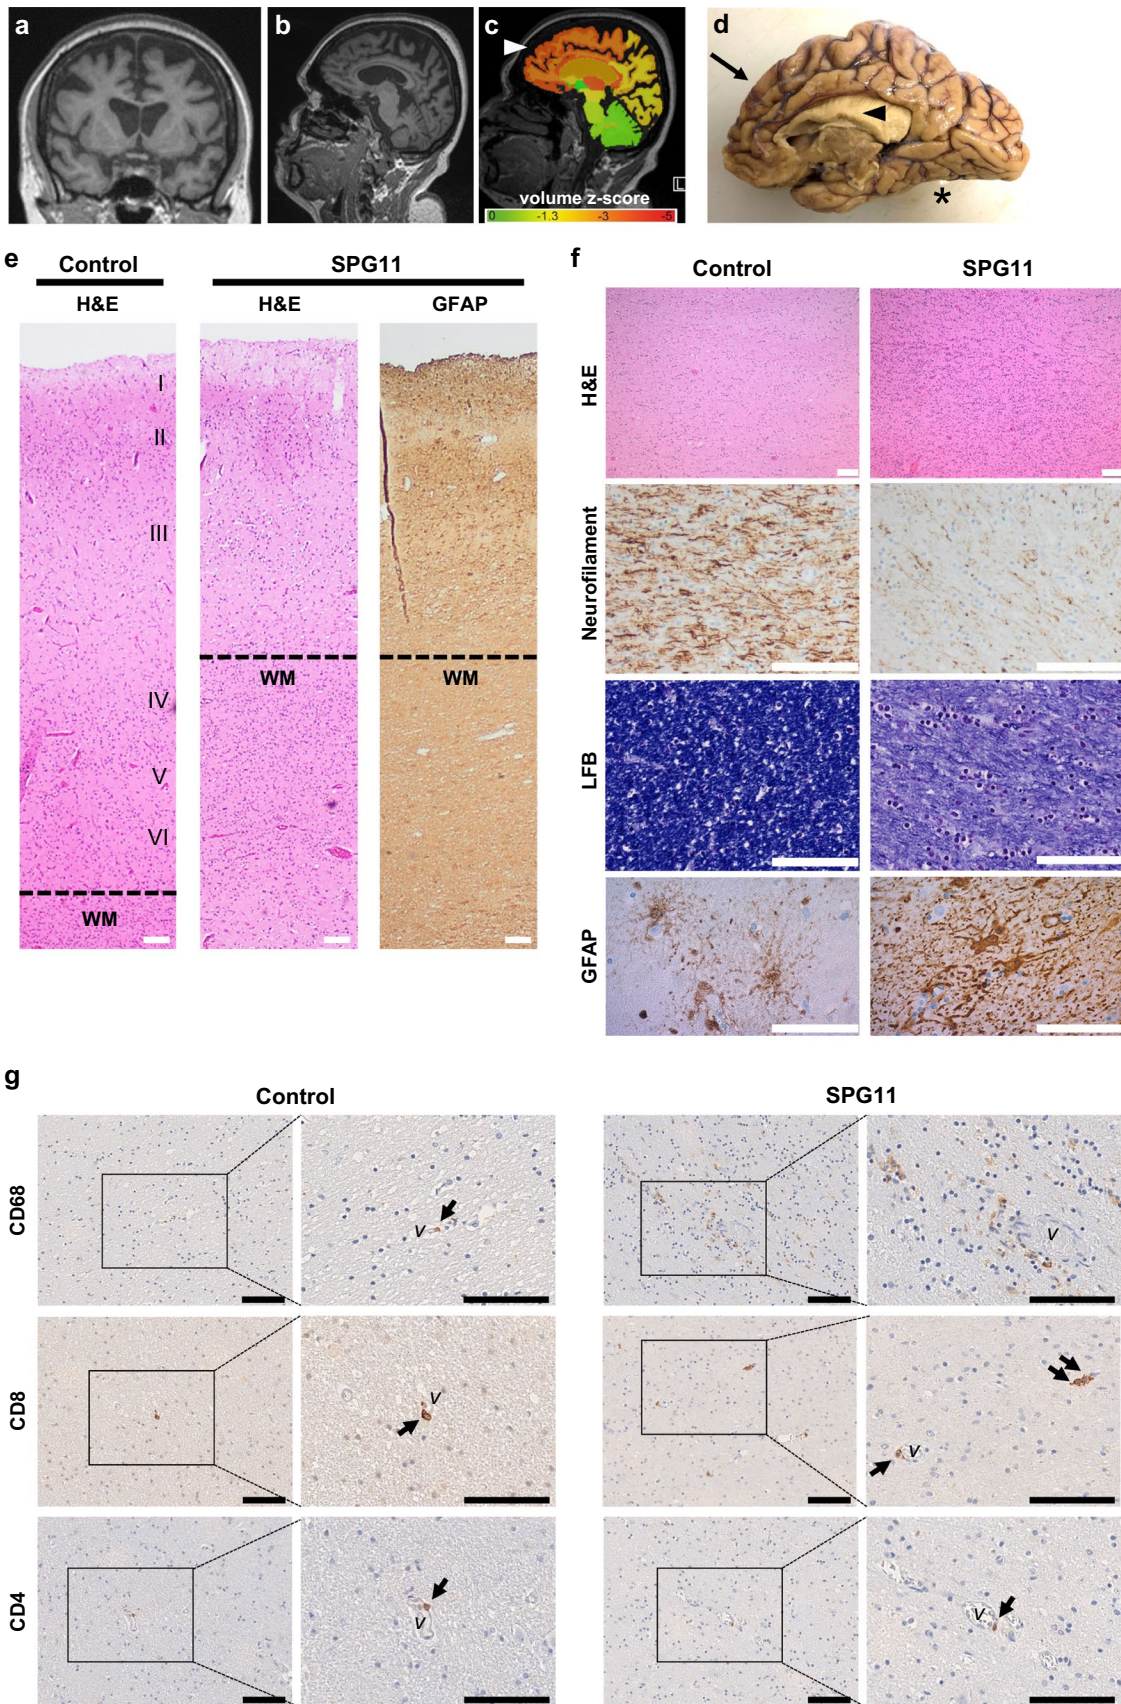 a
b
c
d
L
volume z-score
0 -1.3 -3 -5
*
e
Control
SPG11
H&E
H&E
GFAP
I
II
III
IV
V
VI
WM
WM
WM
f
Control
SPG11
H&E
Neurofilament
LFB
GFAP
g
Control
SPG11
CD68
v
v
CD8
v
v
CD4
v
v